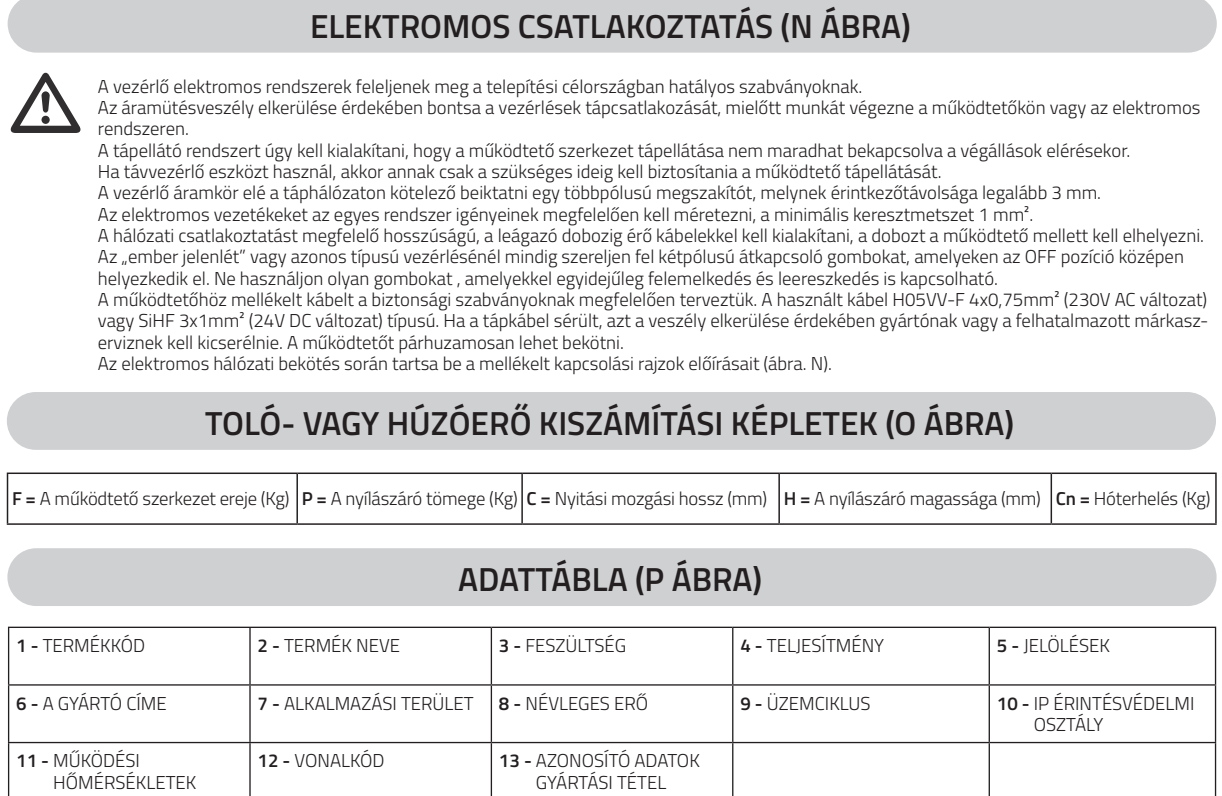 ELEKTROMOS CSATLAKOZTATÁS (N ÁBRA)
A vezérlő elektromos rendszerek feleljenek meg a telepítési célországban hatályos szabványoknak.
Az áramütésveszély elkerülése érdekében bontsa a vezérlések tápcsatlakozását, mielőtt munkát végezne a működtetőkön vagy az elektromos
rendszeren.
A tápellátó rendszert úgy kell kialakítani, hogy a működtető szerkezet tápellátása nem maradhat bekapcsolva a végállások elérésekor.
Ha távvezérlő eszközt használ, akkor annak csak a szükséges ideig kell biztosítania a működtető tápellátását.
A vezérlő áramkör elé a táphálózaton kötelező beiktatni egy többpólusú megszakítót, melynek érintkezőtávolsága legalább 3 mm.
Az elektromos vezetékeket az egyes rendszer igényeinek megfelelően kell méretezni, a minimális keresztmetszet 1 mm².
A hálózati csatlakoztatást megfelelő hosszúságú, a leágazó dobozig érő kábelekkel kell kialakítani, a dobozt a működtető mellett kell elhelyezni.
Az „ember jelenlét” vagy azonos típusú vezérlésénél mindig szereljen fel kétpólusú átkapcsoló gombokat, amelyeken az OFF pozíció középen
helyezkedik el. Ne használjon olyan gombokat , amelyekkel egyidejűleg felemelkedés és leereszkedés is kapcsolható.
A működtetőhöz mellékelt kábelt a biztonsági szabványoknak megfelelően terveztük. A használt kábel H05VV-F 4x0,75mm² (230V AC változat)
vagy SiHF 3x1mm² (24V DC változat) típusú. Ha a tápkábel sérült, azt a veszély elkerülése érdekében gyártónak vagy a felhatalmazott márkasz-
erviznek kell kicserélnie. A működtetőt párhuzamosan lehet bekötni.
Az elektromos hálózati bekötés során tartsa be a mellékelt kapcsolási rajzok előírásait (ábra. N).
TOLÓ- VAGY HÚZÓERŐ KISZÁMÍTÁSI KÉPLETEK (O ÁBRA)
F = A működtető szerkezet ereje (Kg) P = A nyílászáró tömege (Kg) C = Nyitási mozgási hossz (mm) H = A nyílászáró magassága (mm) Cn = Hóterhelés (Kg)
ADATTÁBLA (P ÁBRA)
1 - TERMÉKKÓD 2 - TERMÉK NEVE 3 - FESZÜLTSÉG 4 - TELJESÍTMÉNY 5 - JELÖLÉSEK
6 - A GYÁRTÓ CÍME 7 - ALKALMAZÁSI TERÜLET 8 - NÉVLEGES ERŐ 9 - ÜZEMCIKLUS 10 - IP ÉRINTÉSVÉDELMI
OSZTÁLY
11 - MŰKÖDÉSI 12 - VONALKÓD 13 - AZONOSÍTÓ ADATOK
HŐMÉRSÉKLETEK GYÁRTÁSI TÉTEL